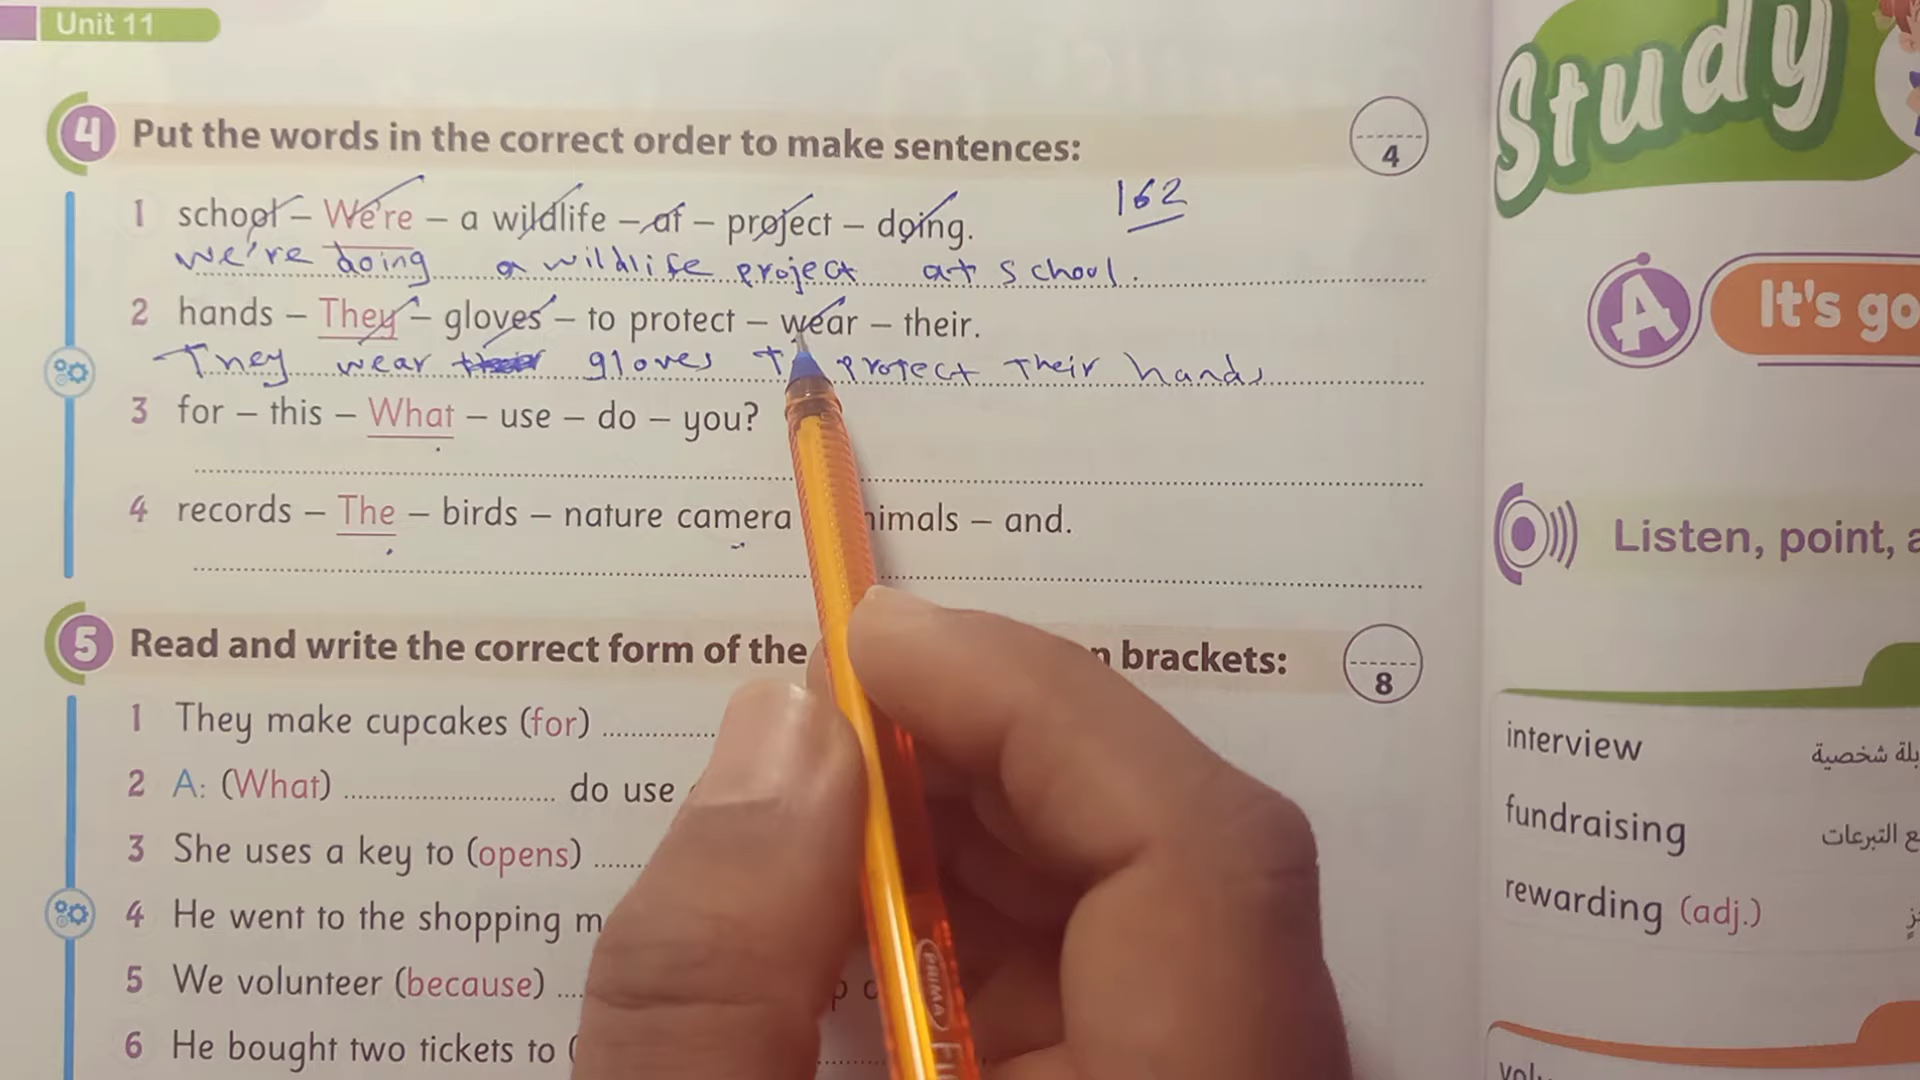 Unit 11
4 Put the words in the correct order to make sentences:
4
1 school – We're – a wildlife – at – project – doing.
162
we're doing a wildlife project at school.
2 hands – They – gloves – to protect – wear – their.
They wear gloves protect Their hands
3 for – this – What – use – do – you?
4 records – The – birds – nature camera – and.
5 Read and write the correct form of the brackets:
8
1 They make cupcakes (for) ...............
2 A: (What) ........................... do use
3 She uses a key to (opens) .......
4 He went to the shopping
5 We volunteer (because) ....
6 He bought two tickets to (
Study
A It's
Listen, point,
interview شخصية
fundraising التبرعات
rewarding (adj.)